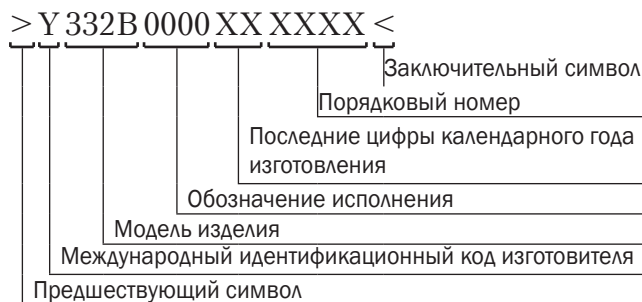 > Y 332B 0000 XX XXXX <
Заключительный символ
Порядковый номер
Последние цифры календарного года
изготовления
Обозначение исполнения
Модель изделия
Международный идентификационный код изготовителя
Предшествующий символ